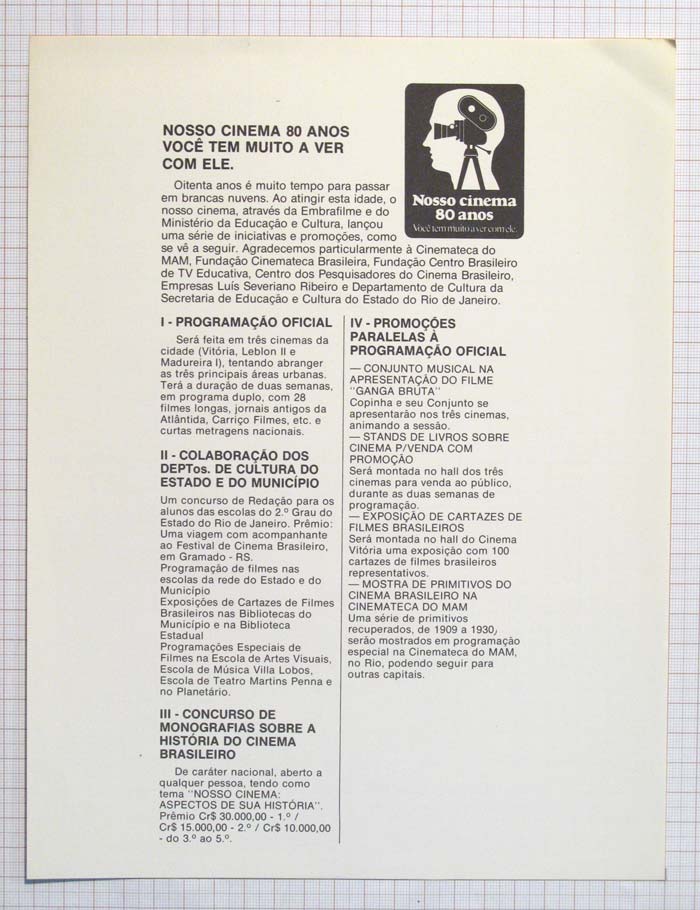 NOSSO CINEMA 80 ANOS
VOCÊ TEM MUITO A VER
COM ELE.
Nosso cinema
80 anos
Você tem muito a ver com ele.
Oitenta anos é muito tempo para passar
em brancas nuvens. Ao atingir esta idade, o
nosso cinema, através da Embrafilme e do
Ministério da Educação e Cultura, lançou
uma série de iniciativas e promoções, como
se vê a seguir. Agradecemos particularmente à Cinemateca do
MAM, Fundação Cinemateca Brasileira, Fundação Centro Brasileiro
de TV Educativa, Centro dos Pesquisadores do Cinema Brasileiro,
Empresas Luís Severiano Ribeiro e Departamento de Cultura da
Secretaria de Educação e Cultura do Estado do Rio de Janeiro.
I - PROGRAMAÇÃO OFICIAL
Será feita em três cinemas da
cidade (Vitória, Leblon II e
Madureira I), tentando abranger
as três principais áreas urbanas.
Terá a duração de duas semanas,
em programa duplo, com 28
filmes longas, jornais antigos da
Atlântida, Carriço Filmes, etc. e
curtas metragens nacionais.
II - COLABORAÇÃO DOS
DEPTos. DE CULTURA DO
ESTADO E DO MUNICÍPIO
Um concurso de Redação para os
alunos das escolas do 2.º Grau do
Estado do Rio de Janeiro. Prêmio:
Uma viagem com acompanhante
ao Festival de Cinema Brasileiro,
em Gramado - RS.
Programação de filmes nas
escolas da rede do Estado e do
Município
Exposições de Cartazes de Filmes
Brasileiros nas Bibliotecas do
Município e na Biblioteca
Estadual
Programações Especiais de
Filmes na Escola de Artes Visuais,
Escola de Música Villa Lobos,
Escola de Teatro Martins Penna e
no Planetário.
III - CONCURSO DE
MONOGRAFIAS SOBRE A
HISTÓRIA DO CINEMA
BRASILEIRO
De caráter nacional, aberto a
qualquer pessoa, tendo como
tema "NOSSO CINEMA:
ASPECTOS DE SUA HISTÓRIA".
Prêmio Cr$ 30.000,00 - 1.º /
Cr$ 15.000,00 - 2.º / Cr$ 10.000,00
- do 3.º ao 5.º.
IV - PROMOÇÕES
PARALELAS À
PROGRAMAÇÃO OFICIAL
— CONJUNTO MUSICAL NA
APRESENTAÇÃO DO FILME
"GANGA BRUTA"
Copinha e seu Conjunto se
apresentarão nos três cinemas,
animando a sessão.
— STANDS DE LIVROS SOBRE
CINEMA P/VENDA COM
PROMOÇÃO
Será montada no hall dos três
cinemas para venda ao público,
durante as duas semanas de
programação.
— EXPOSIÇÃO DE CARTAZES DE
FILMES BRASILEIROS
Será montada no hall do Cinema
Vitória uma exposição com 100
cartazes de filmes brasileiros
representativos.
— MOSTRA DE PRIMITIVOS DO
CINEMA BRASILEIRO NA
CINEMATECA DO MAM
Uma série de primitivos
recuperados, de 1909 a 1930,
serão mostrados em programação
especial na Cinemateca do MAM,
no Rio, podendo seguir para
outras capitais.